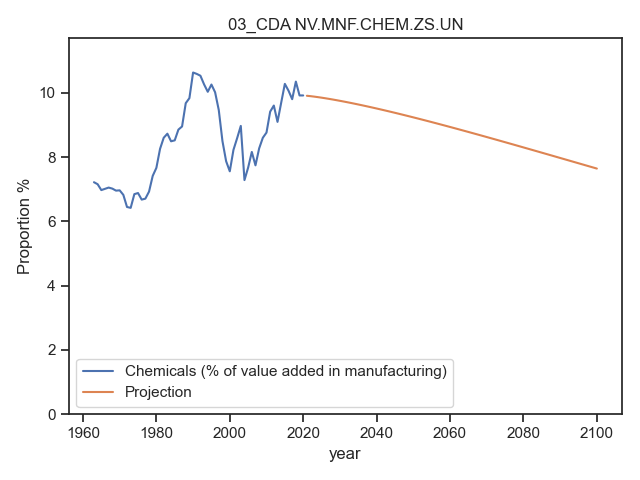 03_CDA NV.MNF.CHEM.ZS.UN
Proportion %
10
8
6
4
2
0
Chemicals (% of value added in manufacturing)
Projection
1960 1980 2000 2020 2040 2060 2080 2100
year